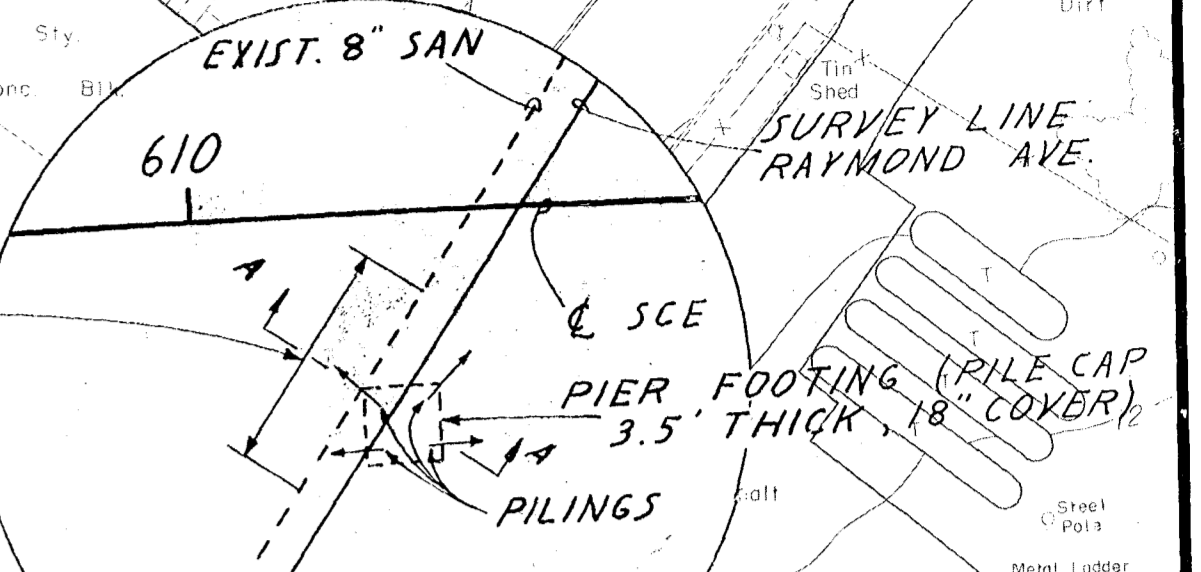 Dirt
Sty.
EXIST. 8" SAN
Tin
Shed
onc. Blk.
SURVEY LINE
RAYMOND AVE.
610
T
A
℄ SCE
T
PIER FOOTING (PILE CAP
3.5' THICK, 18" COVER)
A
PILINGS
Steel
Pole
Metal Ladder